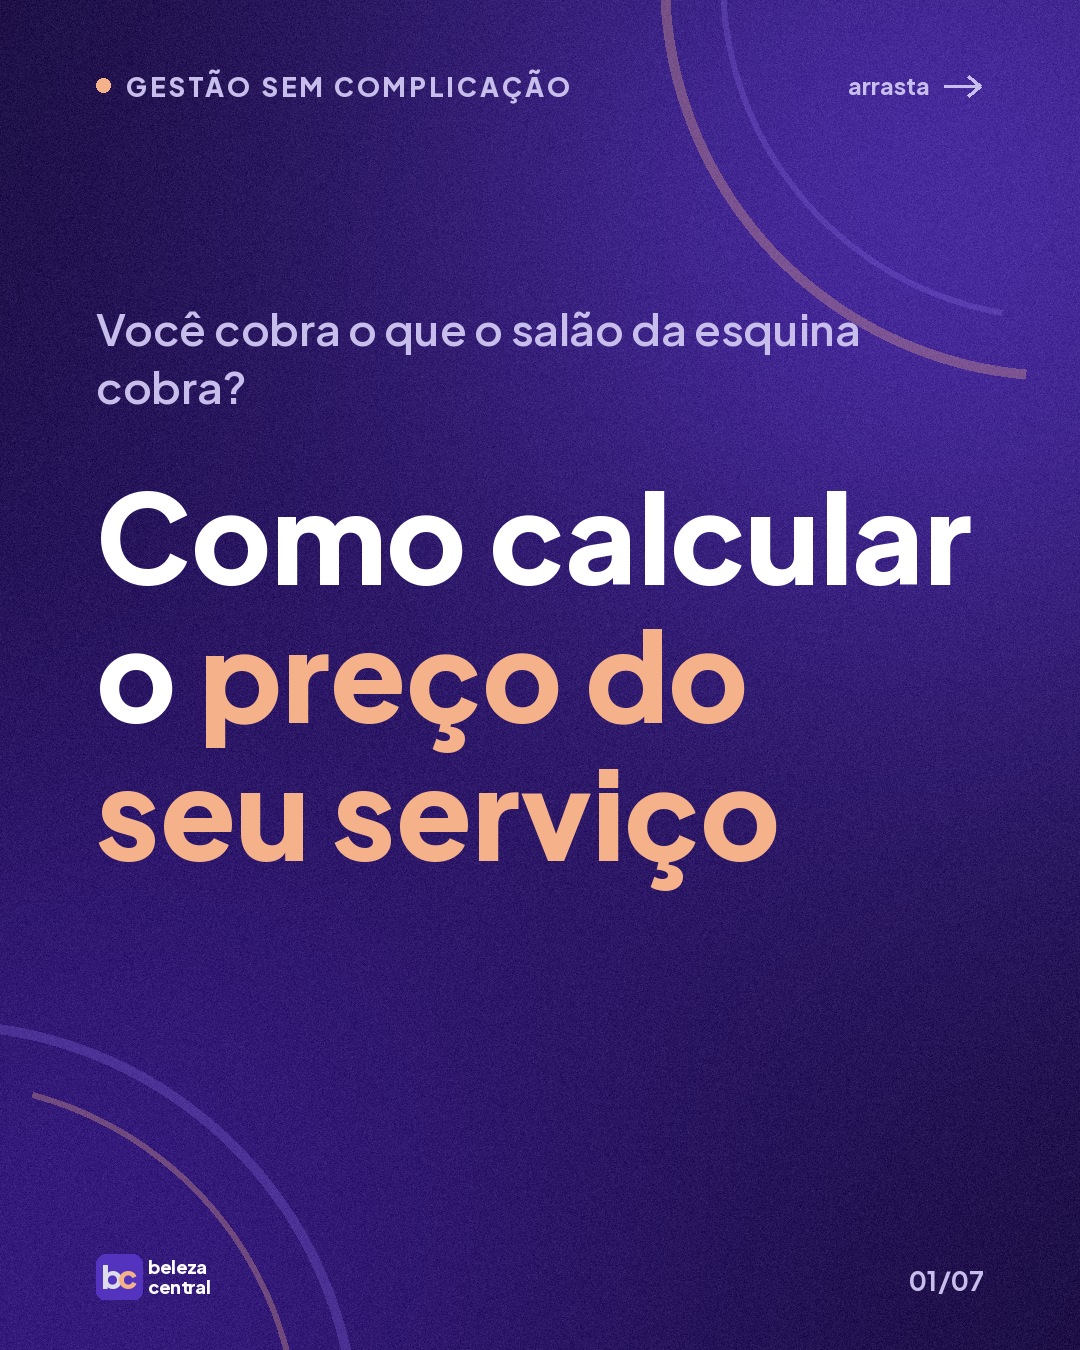 GESTÃO SEM COMPLICAÇÃO
arrasta
Você cobra o que o salão da esquina
cobra?
Como calcular
o preço do
seu serviço
bc
beleza
central
01/07